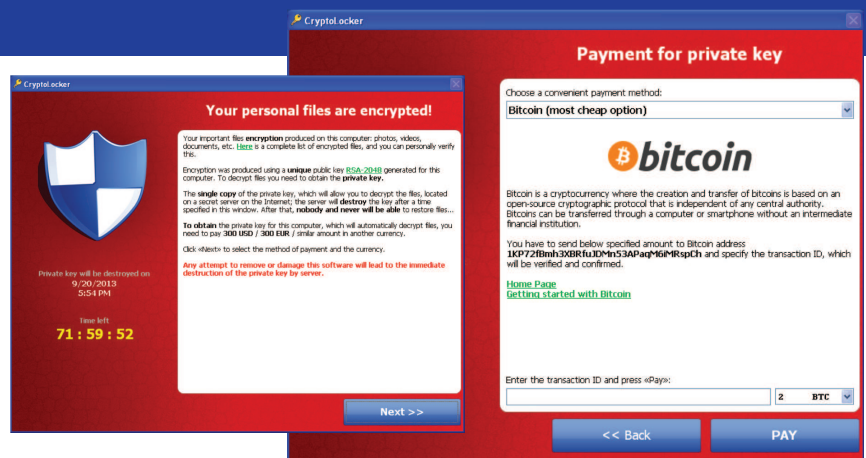 CryptoLocker
Your personal files are encrypted!
Your important files encryption produced on this computer: photos, videos,
documents, etc. Here is a complete list of encrypted files, and you can personally verify
this.
Encryption was produced using a unique public key RSA-2048 generated for this
computer. To decrypt files you need to obtain the private key.
The single copy of the private key, which will allow you to decrypt the files, located
on a secret server on the Internet; the server will destroy the key after a time
specified in this window. After that, nobody and never will be able to restore files...
To obtain the private key for this computer, which will automatically decrypt files, you
need to pay 300 USD / 300 EUR / similar amount in another currency.
Click «Next» to select the method of payment and the currency.
Any attempt to remove or damage this software will lead to the immediate
destruction of the private key by server.
Private key will be destroyed on
9/20/2013
5:54 PM
Time left
71 : 59 : 52
Next >>
CryptoLocker
Payment for private key
Choose a convenient payment method:
Bitcoin (most cheap option)
bitcoin
Bitcoin is a cryptocurrency where the creation and transfer of bitcoins is based on an
open-source cryptographic protocol that is independent of any central authority.
Bitcoins can be transferred through a computer or smartphone without an intermediate
financial institution.
You have to send below specified amount to Bitcoin address
1KP72fBmh3XBRfuJDMn53APaqM6iMRspCh and specify the transaction ID, which
will be verified and confirmed.
Home Page
Getting started with Bitcoin
Enter the transaction ID and press «Pay»:
2 BTC
<< Back
PAY